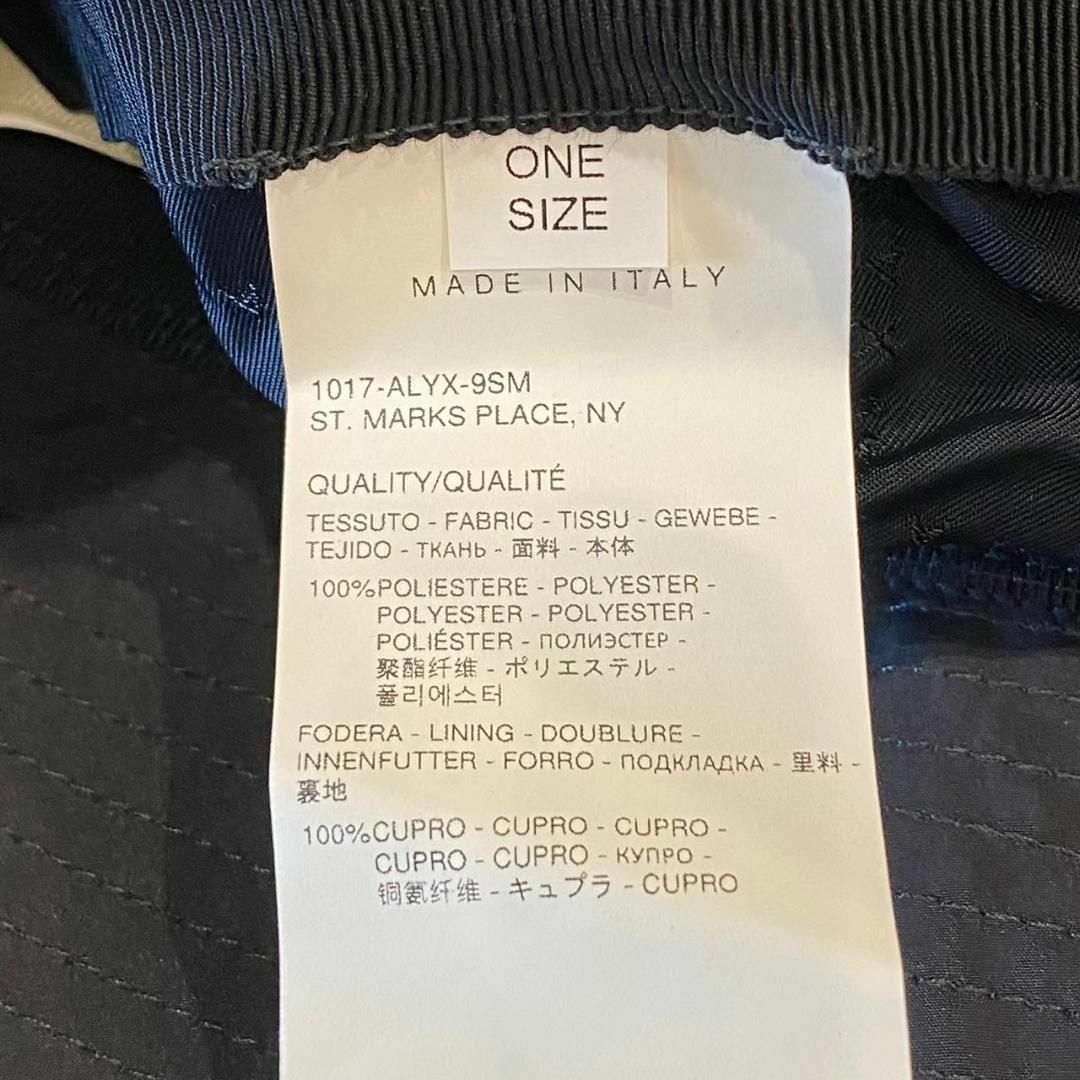 ONE
SIZE
MADE IN ITALY
1017-ALYX-9SM
ST. MARKS PLACE, NY
QUALITY/QUALITÉ
TESSUTO - FABRIC - TISSU - GEWEBE -
TEJIDO - ТКАНЬ - 面料 - 本体
100%POLIESTERE - POLYESTER -
POLYESTER - POLYESTER -
POLIÉSTER - ПОЛИЭСТЕР -
聚酯纤维 - ポリエステル -
폴리에스터
FODERA - LINING - DOUBLURE -
INNENFUTTER - FORRO - ПОДКЛАДКА - 里料 -
裏地
100%CUPRO - CUPRO - CUPRO -
CUPRO - CUPRO - КУПРО -
铜氨纤维 - キュプラ - CUPRO